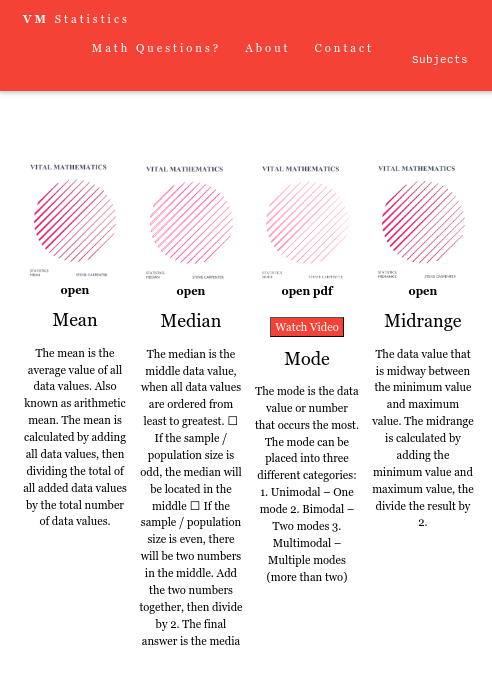 VM Statistics
Math Questions? About Contact
Subjects
VITAL MATHEMATICS
STATISTICS
MEAN
STEVE CARPENTER
open
Mean
The mean is the
average value of all
data values. Also
known as arithmetic
mean. The mean is
calculated by adding
all data values, then
dividing the total of
all added data values
by the total number
of data values.
VITAL MATHEMATICS
STATISTICS
MEDIAN
STEVE CARPENTER
open
Median
The median is the
middle data value,
when all data values
are ordered from
least to greatest. ☐
If the sample /
population size is
odd, the median will
be located in the
middle ☐ If the
sample / population
size is even, there
will be two numbers
in the middle. Add
the two numbers
together, then divide
by 2. The final
answer is the media
VITAL MATHEMATICS
STATISTICS
MODE
STEVE CARPENTER
open pdf
Watch Video
Mode
The mode is the data
value or number
that occurs the most.
The mode can be
placed into three
different categories:
1. Unimodal – One
mode 2. Bimodal –
Two modes 3.
Multimodal –
Multiple modes
(more than two)
VITAL MATHEMATICS
STATISTICS
MIDRANGE
STEVE CARPENTER
open
Midrange
The data value that
is midway between
the minimum value
and maximum
value. The midrange
is calculated by
adding the
minimum value and
maximum value, the
divide the result by
2.